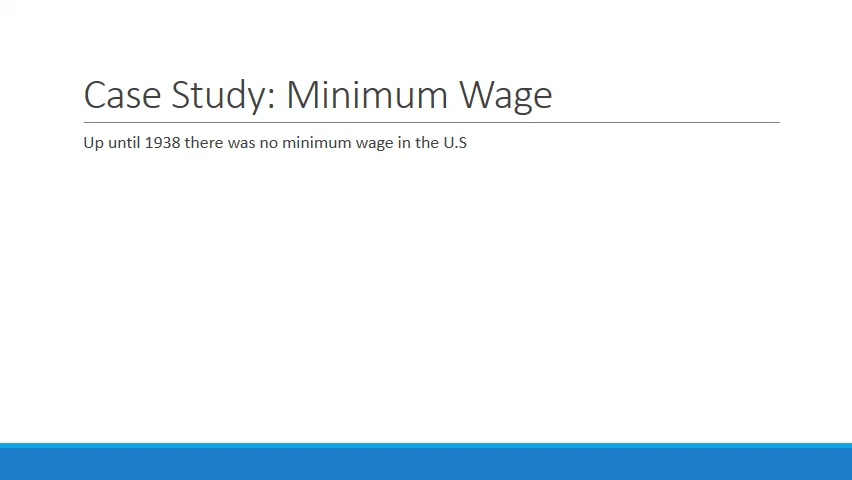 Case Study: Minimum Wage
Up until 1938 there was no minimum wage in the U.S